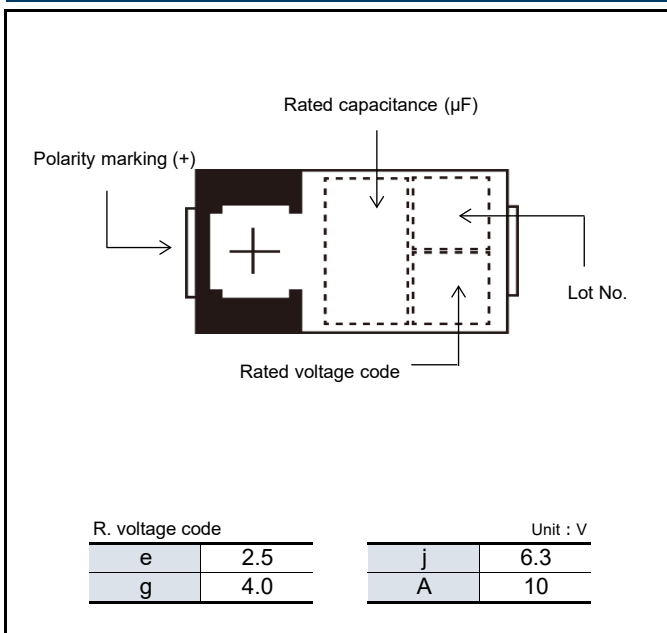 Rated capacitance (µF)
Polarity marking (+)
+
Lot No.
Rated voltage code
R. voltage code Unit : V
e 2.5 j 6.3
g 4.0 A 10